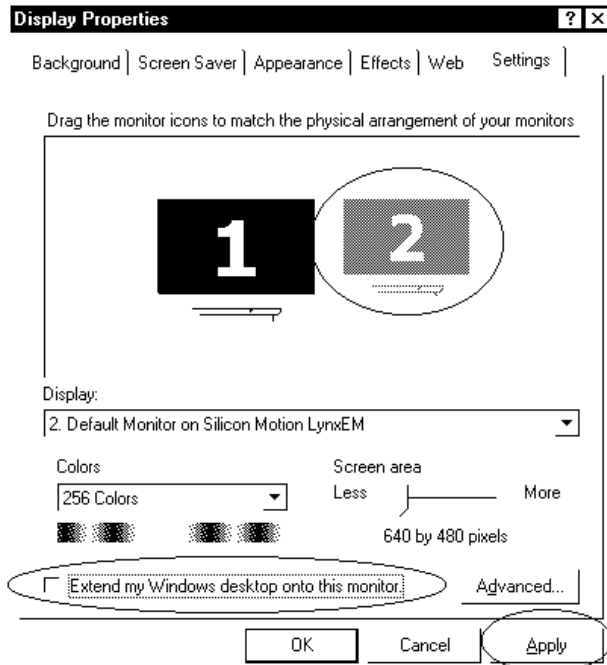 Display Properties ? ×
Background Screen Saver Appearance Effects Web Settings
Drag the monitor icons to match the physical arrangement of your monitors
1 2
Display:
2. Default Monitor on Silicon Motion LynxEM
Colors Screen area
256 Colors Less More
640 by 480 pixels
Extend my Windows desktop onto this monitor. Advanced...
OK Cancel Apply